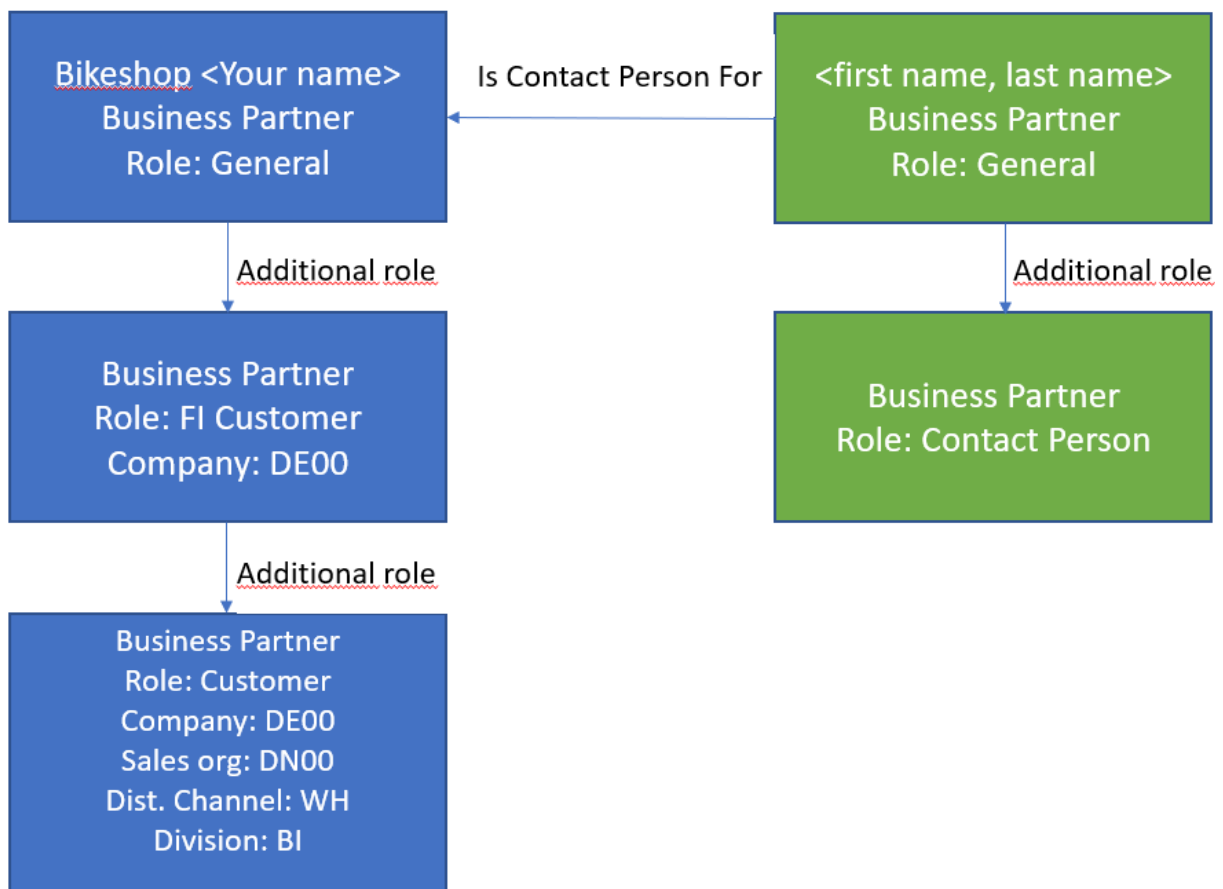 Bikeshop <Your name>
Business Partner
Role: General
Is Contact Person For
<first name, last name>
Business Partner
Role: General
Additional role
Additional role
Business Partner
Role: FI Customer
Company: DE00
Business Partner
Role: Contact Person
Additional role
Business Partner
Role: Customer
Company: DE00
Sales org: DN00
Dist. Channel: WH
Division: BI